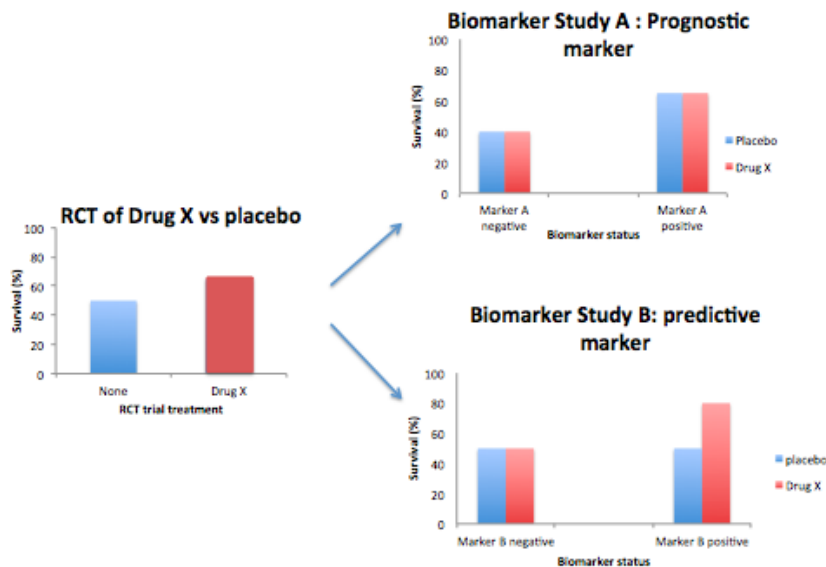 Biomarker Study A : Prognostic
marker
100
80
60
40
20
0
Survival (%)
Marker A
negative
Marker A
positive
Biomarker status
Placebo
Drug X
RCT of Drug X vs placebo
100
80
60
40
20
0
Survival (%)
None
Drug X
RCT trial treatment
Biomarker Study B: predictive
marker
100
80
60
40
20
0
Survival (%)
Marker B negative
Marker B positive
Biomarker status
placebo
Drug X